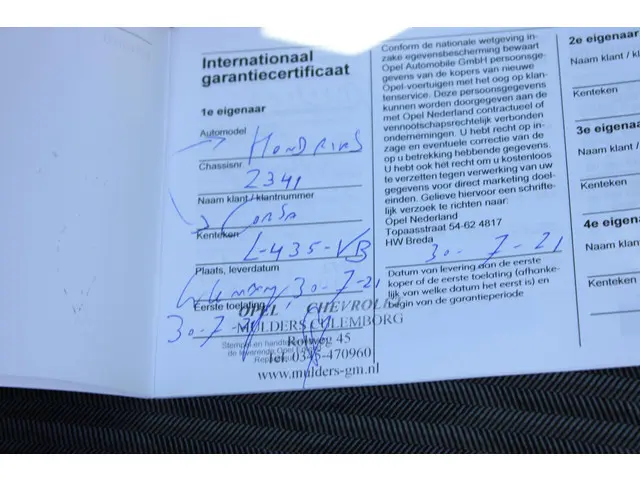 Internationaal
garantiecertificaat
1e eigenaar
Automodel
Chassisnr.
2341
Naam klant / klantnummer
Corsa
Kenteken
L-435-VB
Plaats, leverdatum
30-7-21
Eerste toelating
30-7-21
OPEL CHEVROLET
MULDERS CULEMBORG
Rolweg 45
Tel. 0345-470960
www.mulders-gm.nl
Conform de nationale wetgeving in-
zake egevensbescherming bewaart
Opel Automobile GmbH persoonsge-
gevens van de kopers van nieuwe
Opel-voertuigen met het oog op klan-
tenservice. Deze persoonsgegevens
kunnen worden doorgegeven aan de
met Opel Nederland contractueel of
vennootschapsrechtelijk verbonden
ondernemingen. U hebt recht op in-
zage en eventuele correctie van de
op u betrekking hebbende gegevens.
U hebt ook het recht om u kosteloos
te verzetten tegen verwerking van uw
gegevens voor direct marketing doel-
einden. Gelieve hiervoor een schrifte-
lijk verzoek te richten naar:
Opel Nederland
Topaasstraat 54-62 4817
HW Breda
30-7-21
Datum van levering aan de eerste
koper of de eerste toelating (afhanke-
lijk van welke datum het eerst is) en
begin van de garantieperiode
2e eigenaar
Naam klant / kl
Kenteken
3e eigenaar
Naam klant /
Kenteken
4e eigena
Naam klan
Kenteken